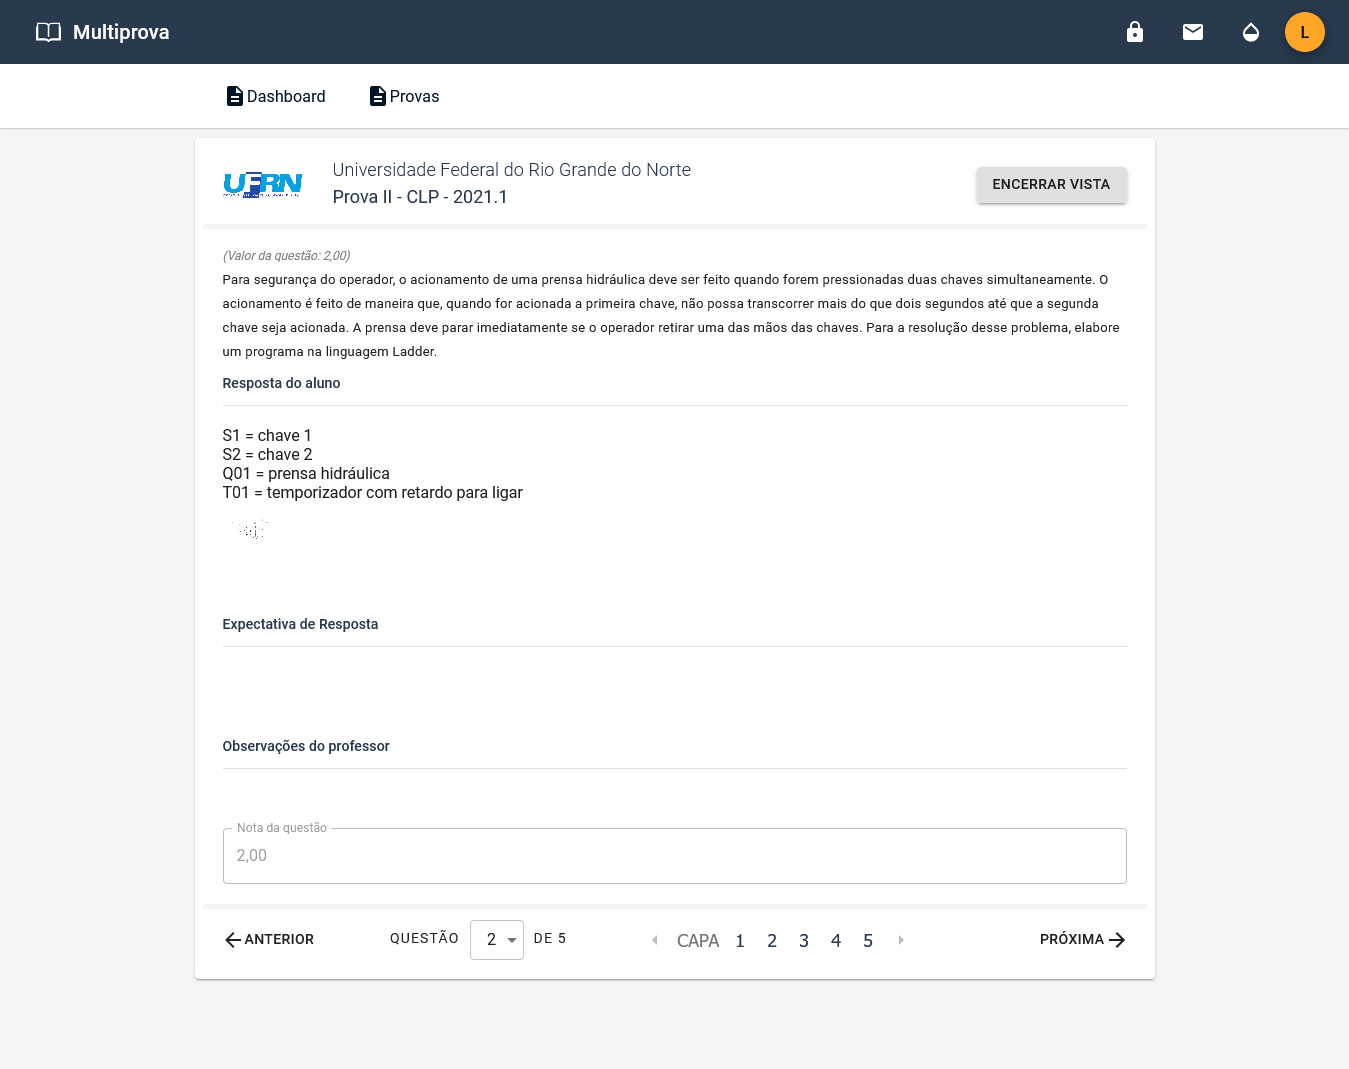 Multiprova
L
Dashboard
Provas
UFRN
Universidade Federal do Rio Grande do Norte
Prova II - CLP - 2021.1
ENCERRAR VISTA
(Valor da questão: 2,00)
Para segurança do operador, o acionamento de uma prensa hidráulica deve ser feito quando forem pressionadas duas chaves simultaneamente. O
acionamento é feito de maneira que, quando for acionada a primeira chave, não possa transcorrer mais do que dois segundos até que a segunda
chave seja acionada. A prensa deve parar imediatamente se o operador retirar uma das mãos das chaves. Para a resolução desse problema, elabore
um programa na linguagem Ladder.
Resposta do aluno
S1 = chave 1
S2 = chave 2
Q01 = prensa hidráulica
T01 = temporizador com retardo para ligar
Expectativa de Resposta
Observações do professor
Nota da questão
2,00
ANTERIOR
QUESTÃO 2 DE 5
CAPA 1 2 3 4 5
PRÓXIMA